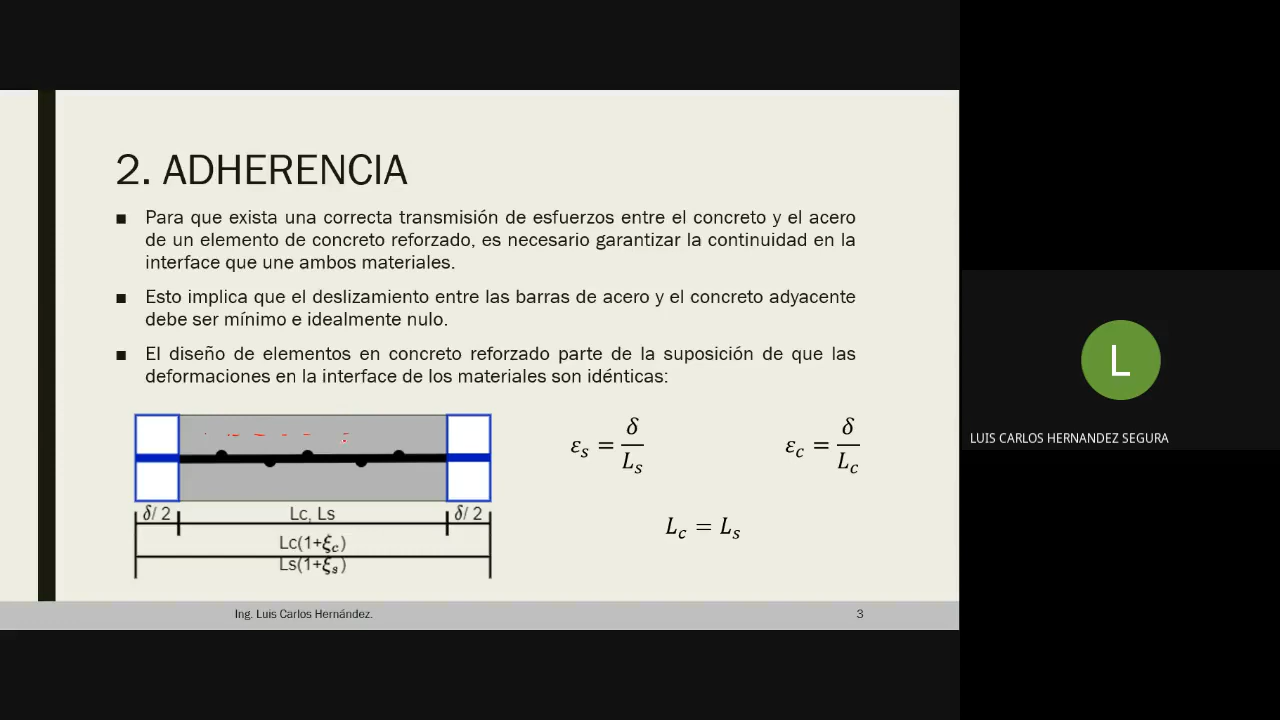 2. ADHERENCIA
■ Para que exista una correcta transmisión de esfuerzos entre el concreto y el acero
de un elemento de concreto reforzado, es necesario garantizar la continuidad en la
interface que une ambos materiales.
■ Esto implica que el deslizamiento entre las barras de acero y el concreto adyacente
debe ser mínimo e idealmente nulo.
■ El diseño de elementos en concreto reforzado parte de la suposición de que las
deformaciones en la interface de los materiales son idénticas:
εₛ = δ/Lₛ
ε_c = δ/L_c
L_c = Lₛ
δ/ 2 Lc, Ls δ/ 2
Lc(1+ξ_c)
Ls(1+ξₛ)
Ing. Luis Carlos Hernández. 3
L
LUIS CARLOS HERNANDEZ SEGURA